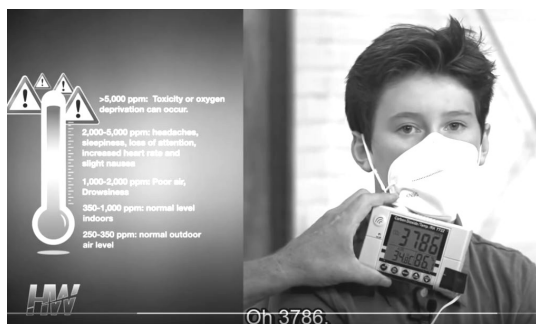 >5,000 ppm: Toxicity or oxygen
deprivation can occur.
2,000-5,000 ppm: headaches,
sleepiness, loss of attention,
increased heart rate and
slight nausea
1,000-2,000 ppm: Poor air,
Drowsiness
350-1,000 ppm: normal level
indoors
250-350 ppm: normal outdoor
air level
3786
HW
Oh 3786.